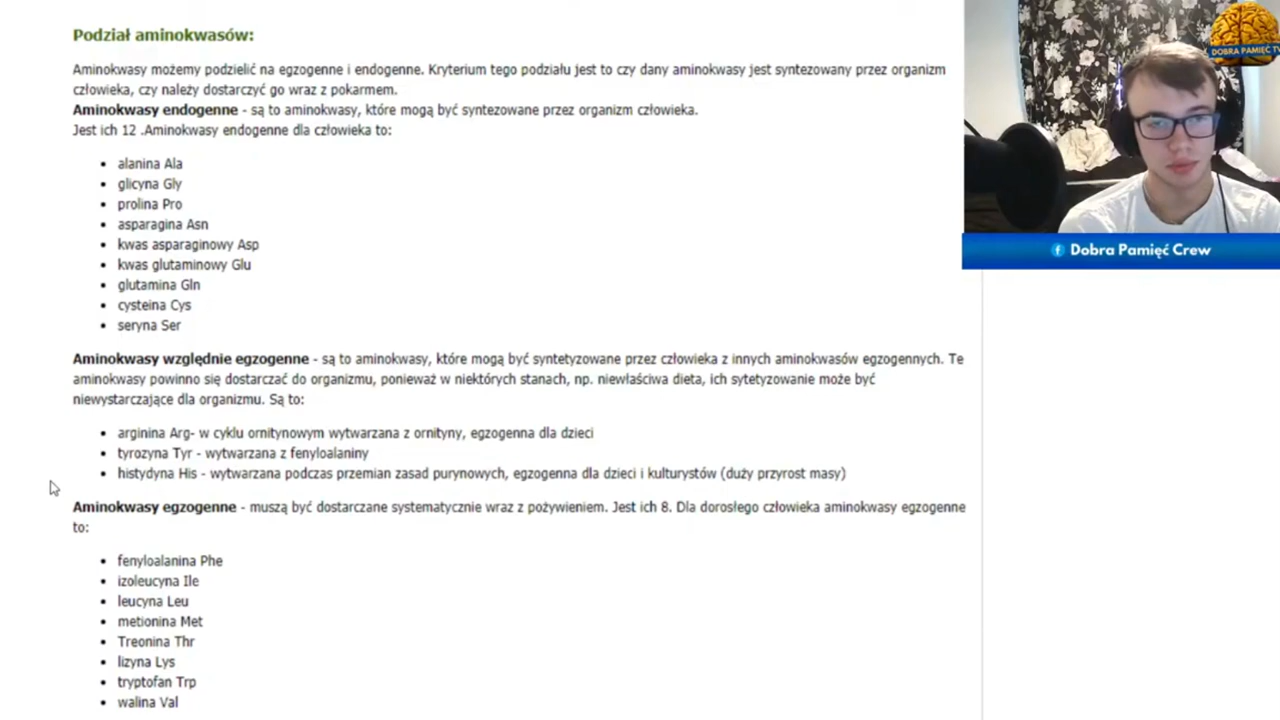 Podział aminokwasów:
Aminokwasy możemy podzielić na egzogenne i endogenne. Kryterium tego podziału jest to czy dany aminokwasy jest syntezowany przez organizm
człowieka, czy należy dostarczyć go wraz z pokarmem.
Aminokwasy endogenne - są to aminokwasy, które mogą być syntezowane przez organizm człowieka.
Jest ich 12 .Aminokwasy endogenne dla człowieka to:
• alanina Ala
• glicyna Gly
• prolina Pro
• asparagina Asn
• kwas asparaginowy Asp
• kwas glutaminowy Glu
• glutamina Gln
• cysteina Cys
• seryna Ser
Aminokwasy względnie egzogenne - są to aminokwasy, które mogą być syntetyzowane przez człowieka z innych aminokwasów egzogennych. Te
aminokwasy powinno się dostarczać do organizmu, ponieważ w niektórych stanach, np. niewłaściwa dieta, ich sytetyzowanie może być
niewystarczające dla organizmu. Są to:
• arginina Arg- w cyklu ornitynowym wytwarzana z ornityny, egzogenna dla dzieci
• tyrozyna Tyr - wytwarzana z fenyloalaniny
• histydyna His - wytwarzana podczas przemian zasad purynowych, egzogenna dla dzieci i kulturystów (duży przyrost masy)
Aminokwasy egzogenne - muszą być dostarczane systematycznie wraz z pożywieniem. Jest ich 8. Dla dorosłego człowieka aminokwasy egzogenne
to:
• fenyloalanina Phe
• izoleucyna Ile
• leucyna Leu
• metionina Met
• Treonina Thr
• lizyna Lys
• tryptofan Trp
• walina Val
DOBRA PAMIĘĆ TV
Dobra Pamięć Crew